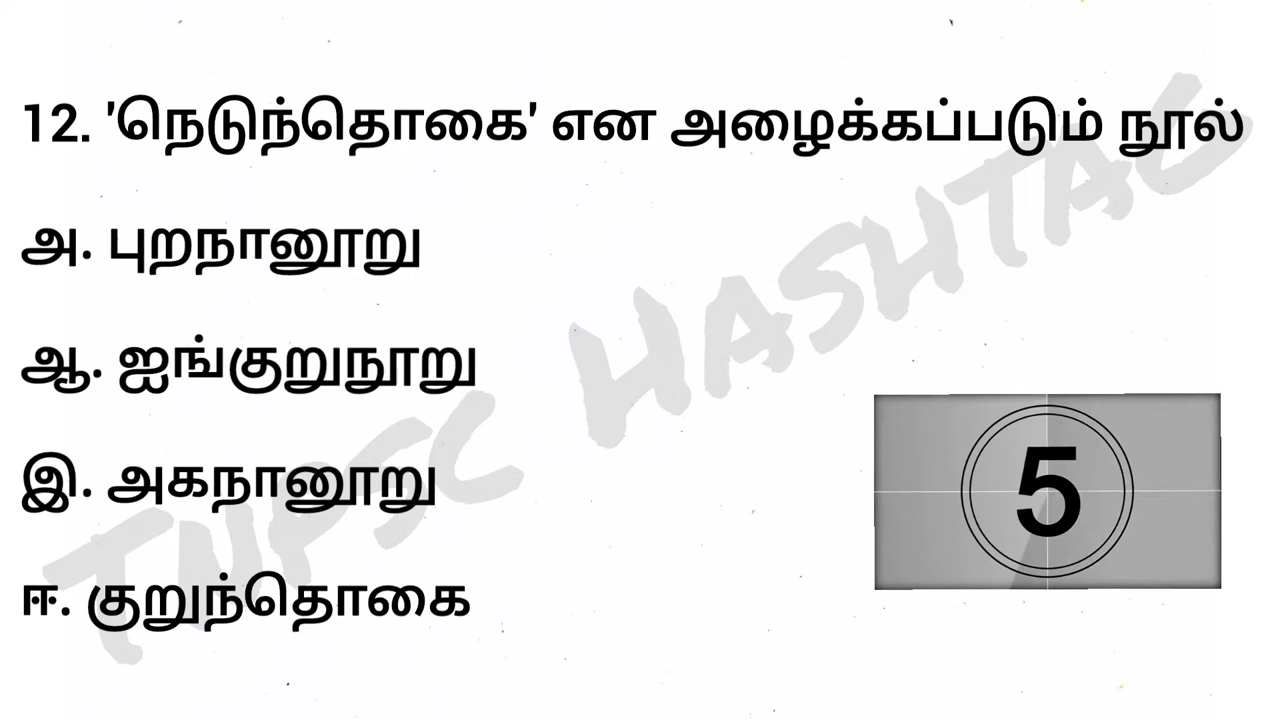 12. 'நெடுந்தொகை' என அழைக்கப்படும் நூல்
அ. புறநானூறு
ஆ. ஐங்குறுநூறு
இ. அகநானூறு
ஈ. குறுந்தொகை
5
TNPSC HASHTAG